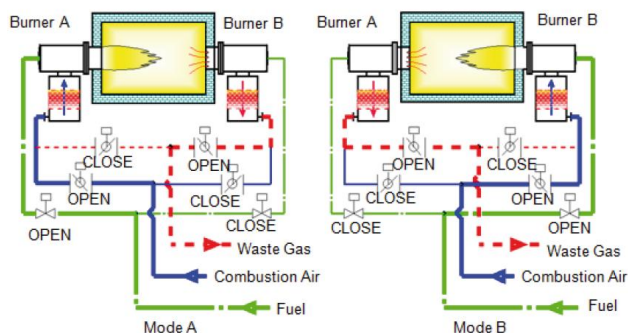 Burner A
Burner B
CLOSE
OPEN
OPEN
CLOSE
OPEN
CLOSE
Waste Gas
Combustion Air
Fuel
Mode A
Burner A
Burner B
OPEN
CLOSE
CLOSE
OPEN
CLOSE
OPEN
Waste Gas
Combustion Air
Fuel
Mode B